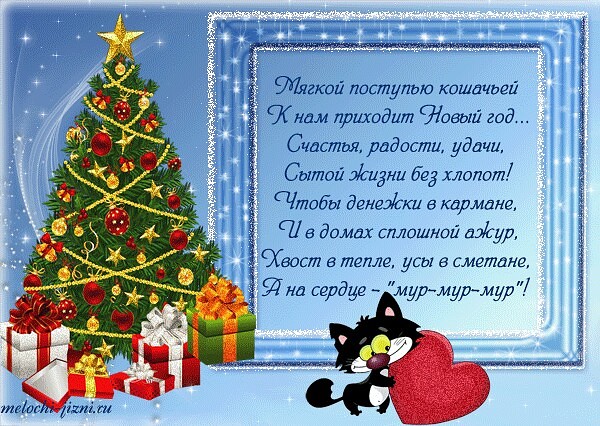 Мягкой поступью кошачьей
К нам приходит Новый год...
Счастья, радости, удачи,
Сытой жизни без хлопот!
Чтобы денежки в кармане,
И в домах сплошной ажур,
Хвост в тепле, усы в сметане,
А на сердце - "мур-мур-мур"!
melochi-jizni.ru